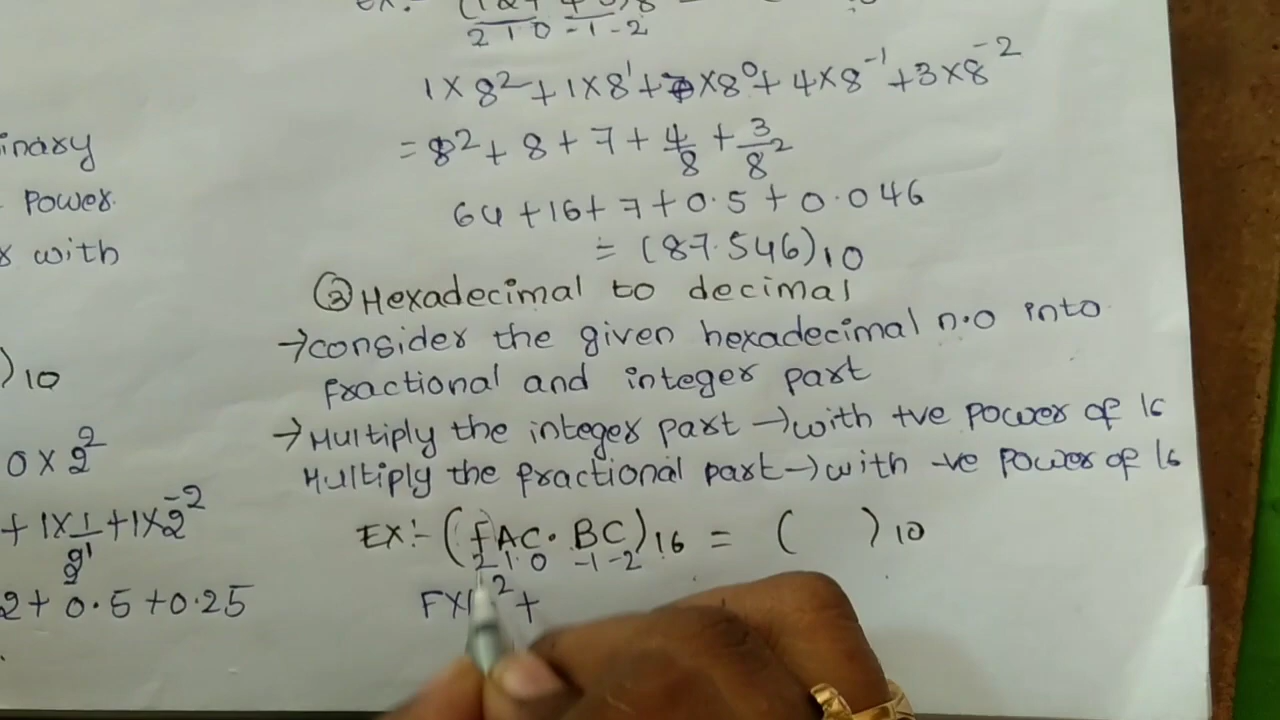 2 1 0 -1 -2
1 × 8² + 1 × 8¹ + 7 × 8⁰ + 4 × 8⁻¹ + 3 × 8⁻²
= 8² + 8 + 7 + 4/8 + 3/8²
64 + 16 + 7 + 0.5 + 0.046
= (87.546)₁₀
③ Hexadecimal to decimal
→ consider the given hexadecimal n.o into
fractional and integer part
→ Multiply the integer part → with +ve power of 16
Multiply the fractional part → with -ve power of 16
EX:- (FAC.BC)₁₆ = ( )₁₀
2 1 0 -1 -2
F×1 ² +
inary
power
with
)₁₀
0 × 2²
+ 1×1/2¹ + 1×2⁻²
2 + 0.5 + 0.25